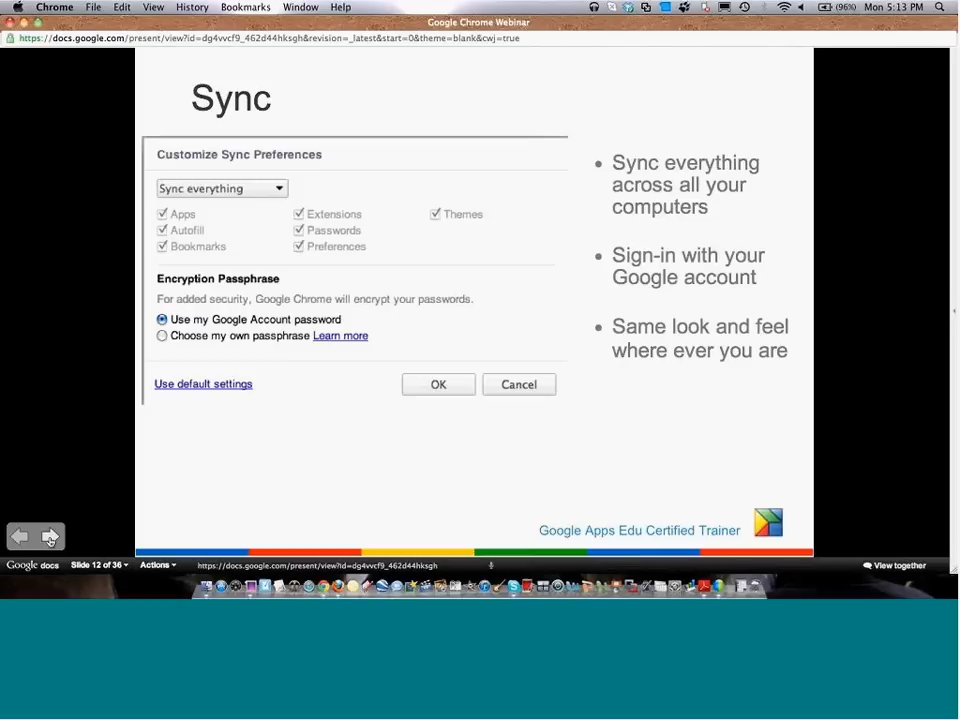 Chrome File Edit View History Bookmarks Window Help (96%) Mon 5:13 PM
Google Chrome Webinar
https://docs.google.com/present/view?id=dg4vvcf9_462d44hksgh&revision=_latest&start=0&theme=blank&cwj=true
Sync
Customize Sync Preferences
Sync everything
Apps Extensions Themes
Autofill Passwords
Bookmarks Preferences
Encryption Passphrase
For added security, Google Chrome will encrypt your passwords.
Use my Google Account password
Choose my own passphrase Learn more
Use default settings OK Cancel
• Sync everything
across all your
computers
• Sign-in with your
Google account
• Same look and feel
where ever you are
Google Apps Edu Certified Trainer
Google docs Slide 12 of 36 Actions https://docs.google.com/present/view?id=dg4vvcf9_462d44hksgh View together